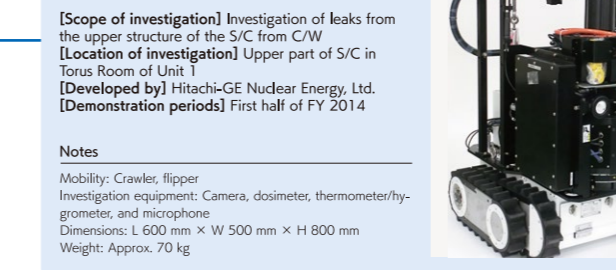 [Scope of investigation] Investigation of leaks from
the upper structure of the S/C from C/W
[Location of investigation] Upper part of S/C in
Torus Room of Unit 1
[Developed by] Hitachi-GE Nuclear Energy, Ltd.
[Demonstration periods] First half of FY 2014
Notes
Mobility: Crawler, flipper
Investigation equipment: Camera, dosimeter, thermometer/hy-
grometer, and microphone
Dimensions: L 600 mm × W 500 mm × H 800 mm
Weight: Approx. 70 kg